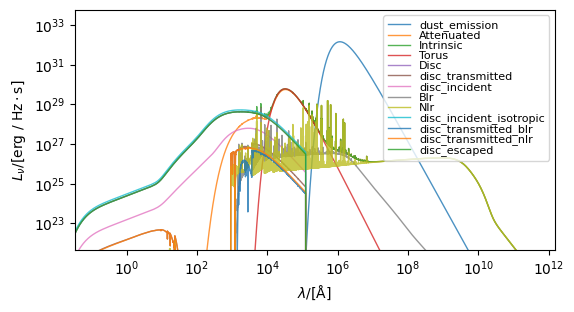 10^33
10^31
10^29
10^27
10^25
10^23
L_ν/[erg / Hz · s]
dust_emission
Attenuated
Intrinsic
Torus
Disc
disc_transmitted
disc_incident
Blr
Nlr
disc_incident_isotropic
disc_transmitted_blr
disc_transmitted_nlr
disc_escaped
10^0 10^2 10^4 10^6 10^8 10^10 10^12
λ/[Å]